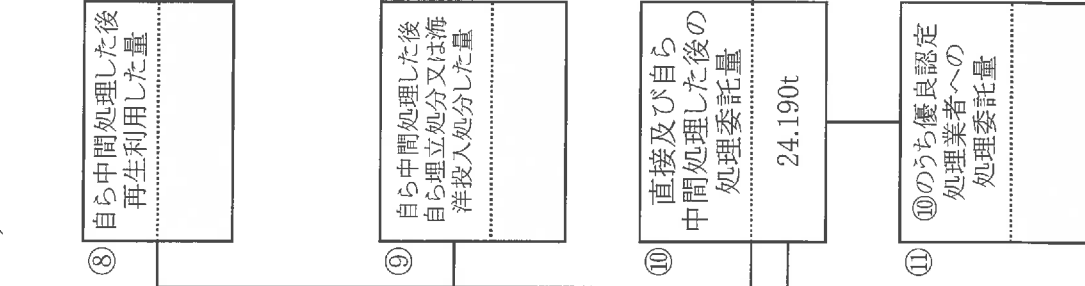 ⑧
自ら中間処理した後
再生利用した量
⑨
自ら中間処理した後
自ら埋立処分又は海
洋投入処分した量
⑩
直接及び自ら
中間処理した後の
処理委託量
24.190t
⑪
⑩のうち優良認定
処理業者への
処理委託量